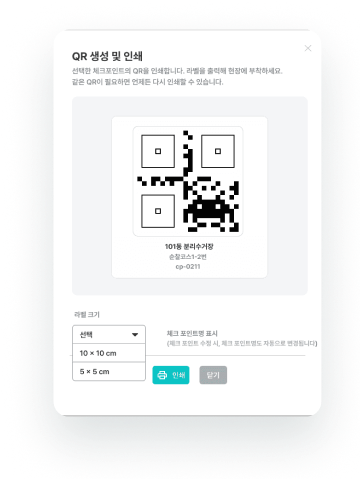 QR 생성 및 인쇄
선택한 체크포인트의 QR을 인쇄합니다. 라벨을 출력해 현장에 부착하세요.
같은 QR이 필요하면 언제든 다시 인쇄할 수 있습니다.
101동 분리수거장
순찰코스1-2번
cp-0211
라벨 크기
선택
체크 포인트명 표시
(체크 포인트 수정 시, 체크 포인트명도 자동으로 변경됩니다)
10 × 10 cm
5 × 5 cm
인쇄
닫기